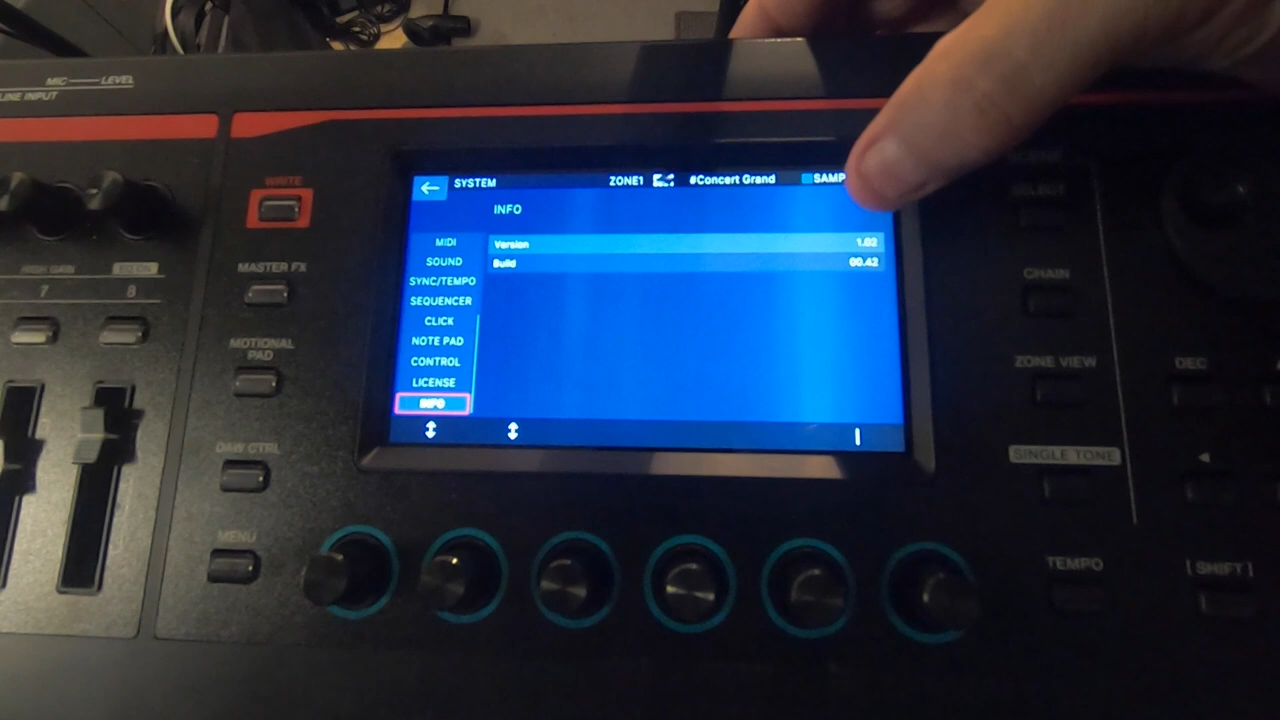 MIC LEVEL
LINE INPUT
WRITE
MASTER FX
MOTIONAL
PAD
DAW CTRL
MENU
HIGH GAIN
EQ ON
7 8
SYSTEM ZONE1 #Concert Grand SAMP
INFO
MIDI
SOUND
SYNC/TEMPO
SEQUENCER
CLICK
NOTE PAD
CONTROL
LICENSE
INFO
Version 1.02
Build 00.42
SCENE
SELECT
CHAIN
ZONE VIEW
SINGLE TONE
TEMPO
DEC
[SHIFT]